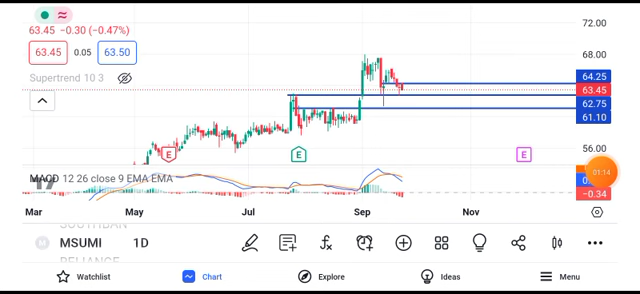 72.00
63.45 −0.30 (−0.47%)
63.45 0.05 63.50
68.00
Supertrend 10 3
64.25
63.45
62.75
61.10
E E E
56.00
MACD 12 26 close 9 EMA EMA
01:14
−0.34
Mar May Jul Sep Nov
MSUMI 1D
RELIANCE
Watchlist Chart Explore Ideas Menu